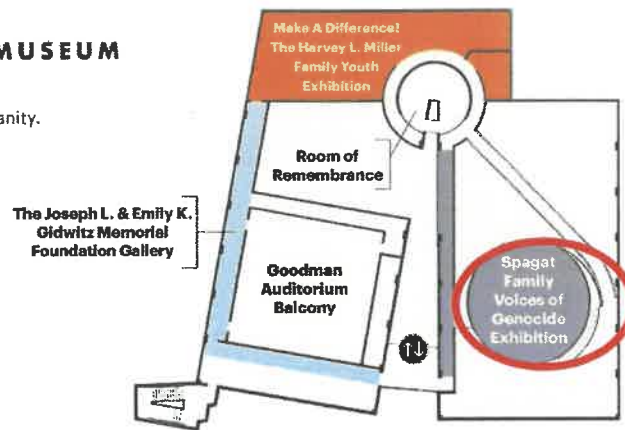 MUSEUM
anity.
Make A Difference!
The Harvey L. Miller
Family Youth
Exhibition
Room of
Remembrance
The Joseph L. & Emily K.
Gidwitz Memorial
Foundation Gallery
Goodman
Auditorium
Balcony
↑↓
Spagat
Family
Voices of
Genocide
Exhibition